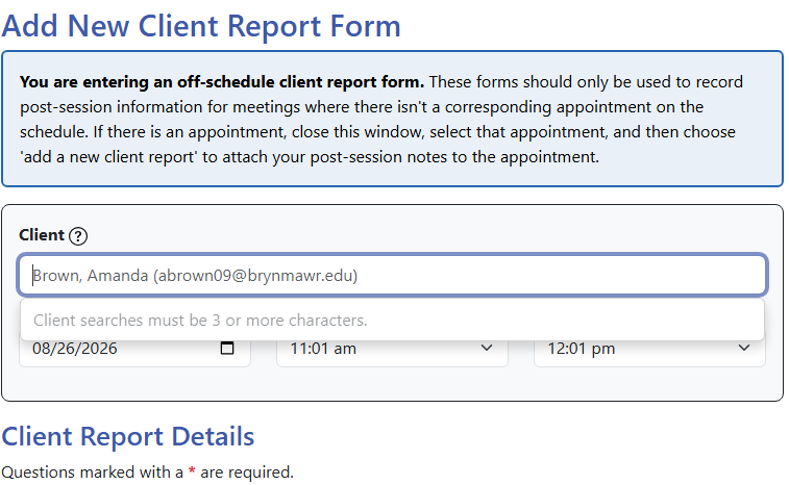 Add New Client Report Form
You are entering an off-schedule client report form. These forms should only be used to record
post-session information for meetings where there isn't a corresponding appointment on the
schedule. If there is an appointment, close this window, select that appointment, and then choose
'add a new client report' to attach your post-session notes to the appointment.
Client ?
Brown, Amanda (abrown09@brynmawr.edu)
Client searches must be 3 or more characters.
08/26/2026 11:01 am 12:01 pm
Client Report Details
Questions marked with a * are required.